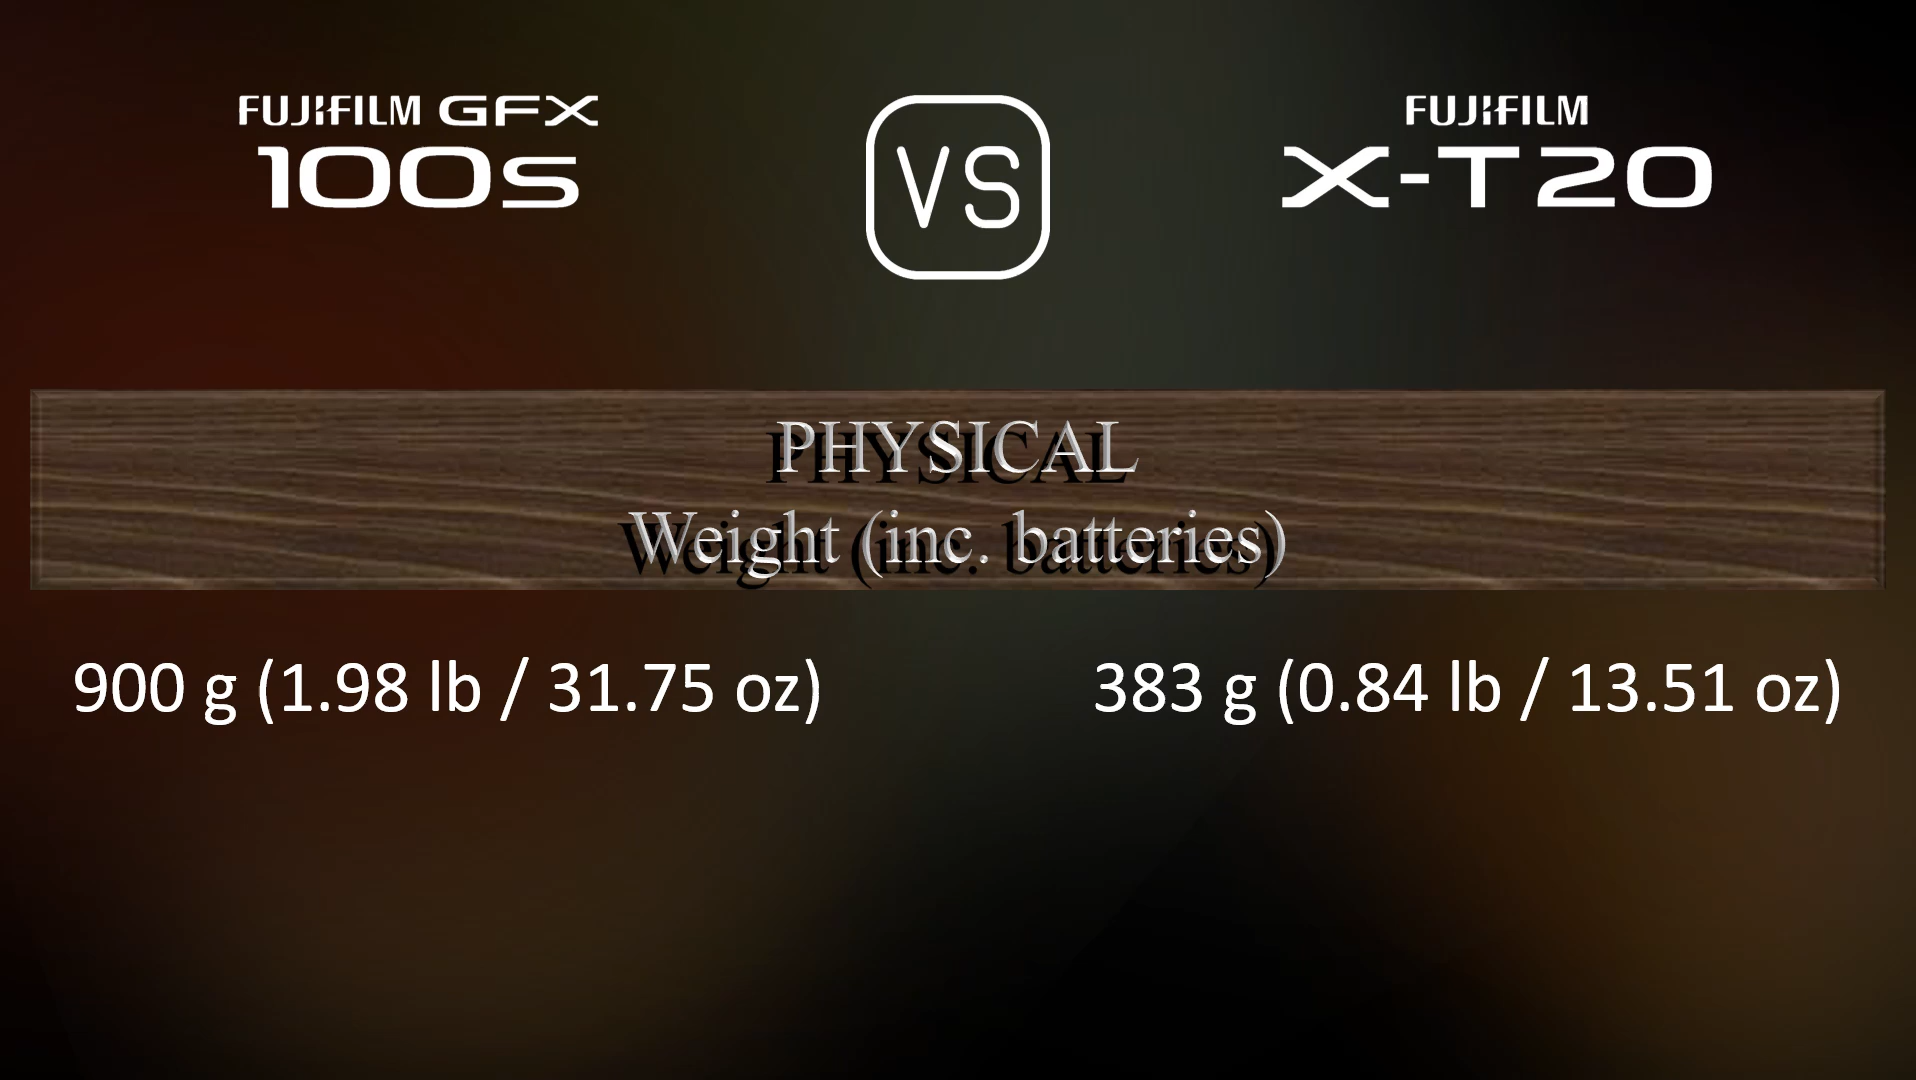 FUJIFILM GFX
100S
VS
FUJIFILM
X-T20
PHYSICAL
Weight (inc. batteries)
900 g (1.98 lb / 31.75 oz)
383 g (0.84 lb / 13.51 oz)